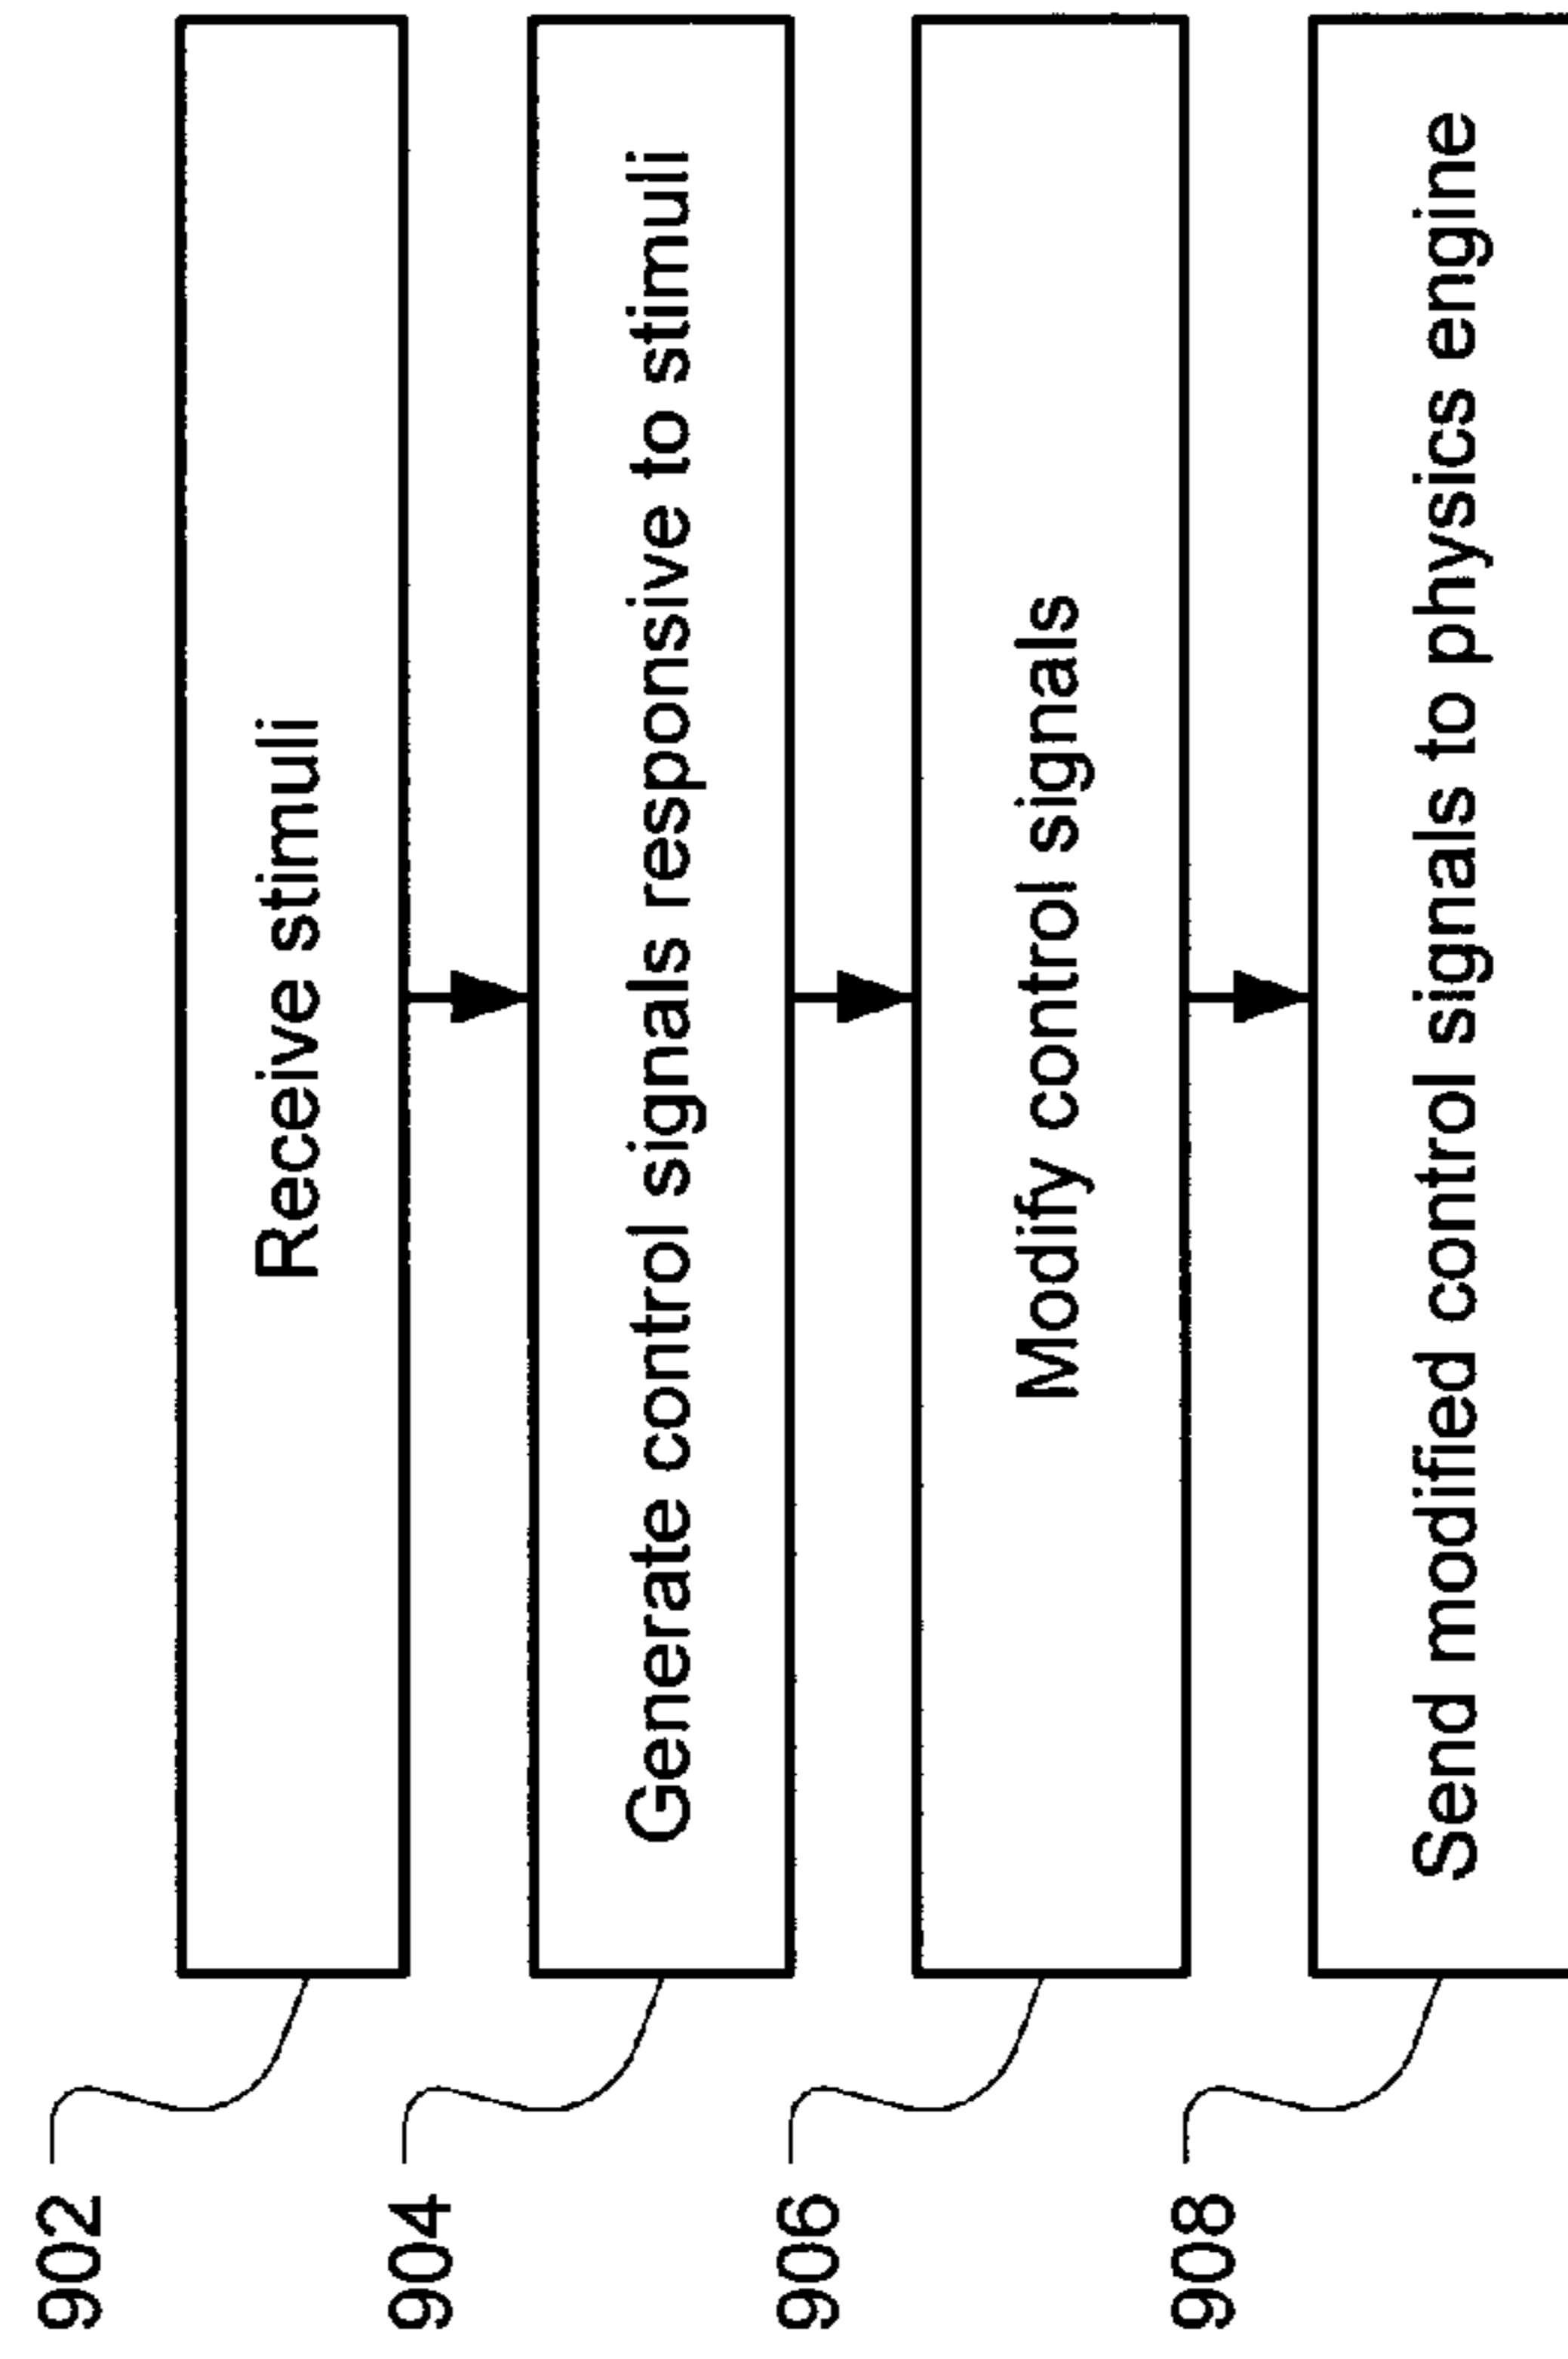 902
Receive stimuli
904
Generate control signals responsive to stimuli
906
Modify control signals
908
Send modified control signals to physics engine